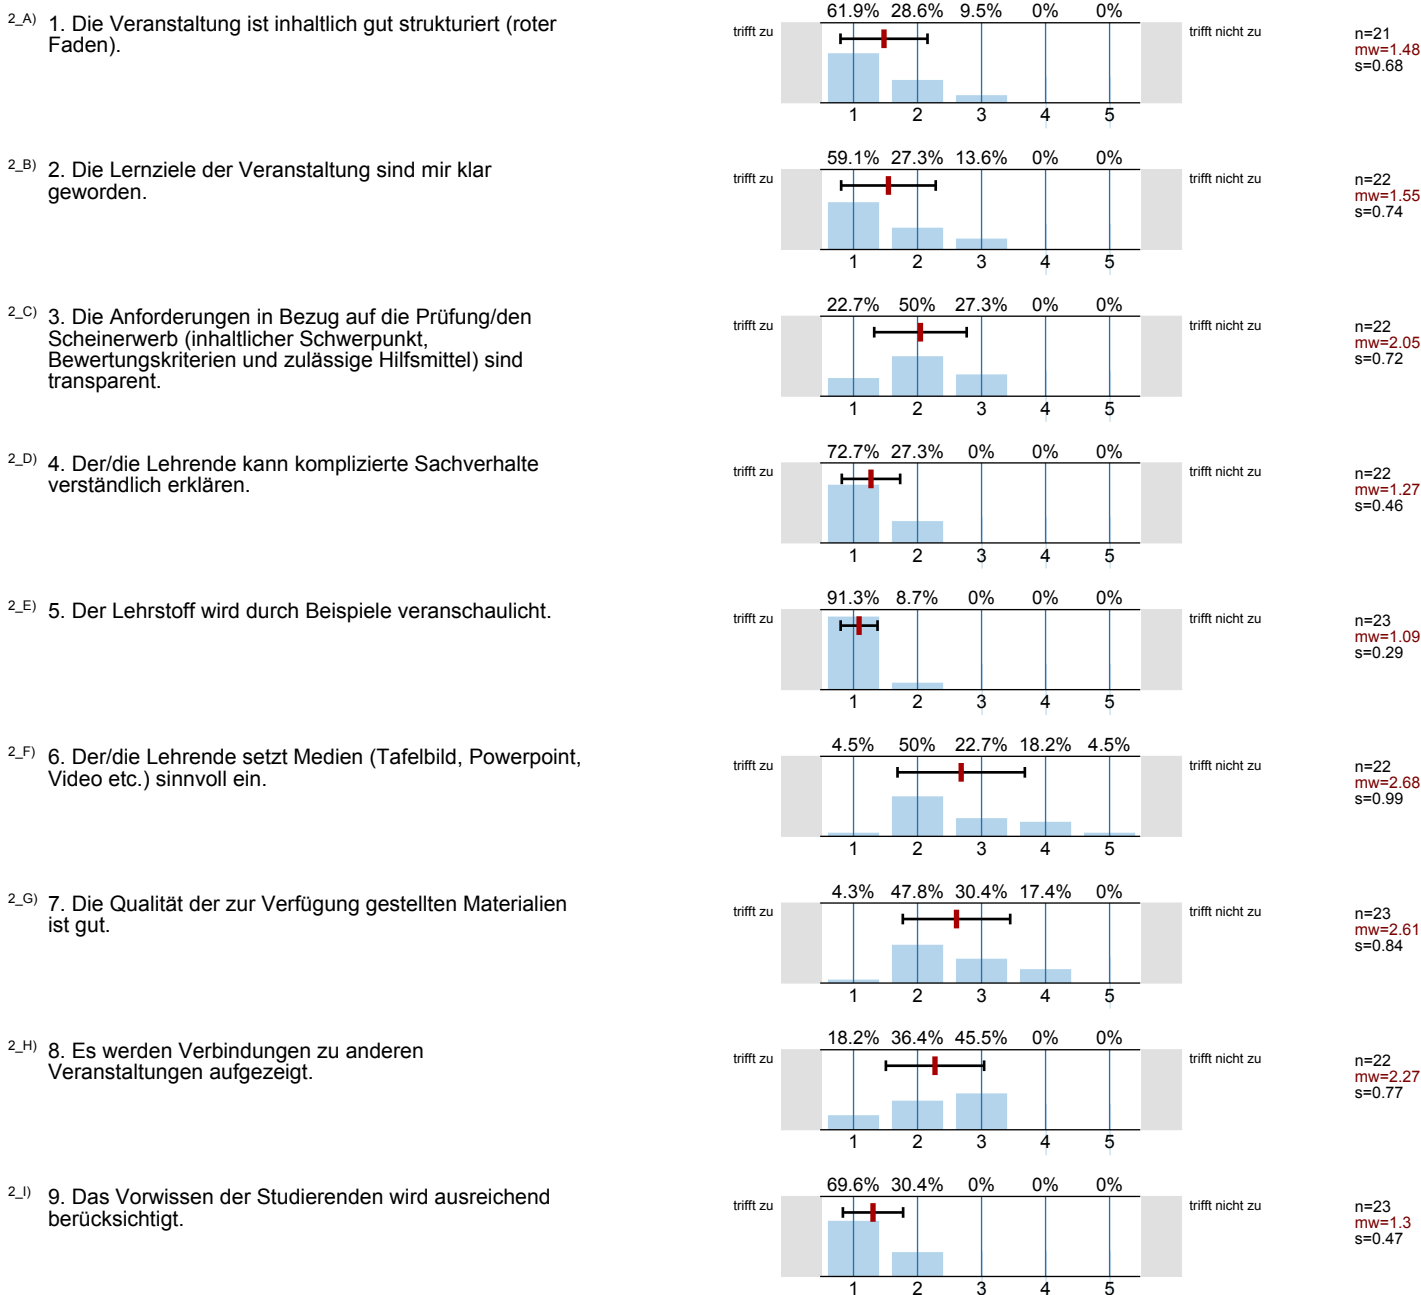 2_A) 1. Die Veranstaltung ist inhaltlich gut strukturiert (roter
Faden).
61.9% 28.6% 9.5% 0% 0%
trifft zu trifft nicht zu
1 2 3 4 5
n=21
mw=1.48
s=0.68
2_B) 2. Die Lernziele der Veranstaltung sind mir klar
geworden.
59.1% 27.3% 13.6% 0% 0%
trifft zu trifft nicht zu
1 2 3 4 5
n=22
mw=1.55
s=0.74
2_C) 3. Die Anforderungen in Bezug auf die Prüfung/den
Scheinerwerb (inhaltlicher Schwerpunkt,
Bewertungskriterien und zulässige Hilfsmittel) sind
transparent.
22.7% 50% 27.3% 0% 0%
trifft zu trifft nicht zu
1 2 3 4 5
n=22
mw=2.05
s=0.72
2_D) 4. Der/die Lehrende kann komplizierte Sachverhalte
verständlich erklären.
72.7% 27.3% 0% 0% 0%
trifft zu trifft nicht zu
1 2 3 4 5
n=22
mw=1.27
s=0.46
2_E) 5. Der Lehrstoff wird durch Beispiele veranschaulicht.
91.3% 8.7% 0% 0% 0%
trifft zu trifft nicht zu
1 2 3 4 5
n=23
mw=1.09
s=0.29
2_F) 6. Der/die Lehrende setzt Medien (Tafelbild, Powerpoint,
Video etc.) sinnvoll ein.
4.5% 50% 22.7% 18.2% 4.5%
trifft zu trifft nicht zu
1 2 3 4 5
n=22
mw=2.68
s=0.99
2_G) 7. Die Qualität der zur Verfügung gestellten Materialien
ist gut.
4.3% 47.8% 30.4% 17.4% 0%
trifft zu trifft nicht zu
1 2 3 4 5
n=23
mw=2.61
s=0.84
2_H) 8. Es werden Verbindungen zu anderen
Veranstaltungen aufgezeigt.
18.2% 36.4% 45.5% 0% 0%
trifft zu trifft nicht zu
1 2 3 4 5
n=22
mw=2.27
s=0.77
2_I) 9. Das Vorwissen der Studierenden wird ausreichend
berücksichtigt.
69.6% 30.4% 0% 0% 0%
trifft zu trifft nicht zu
1 2 3 4 5
n=23
mw=1.3
s=0.47